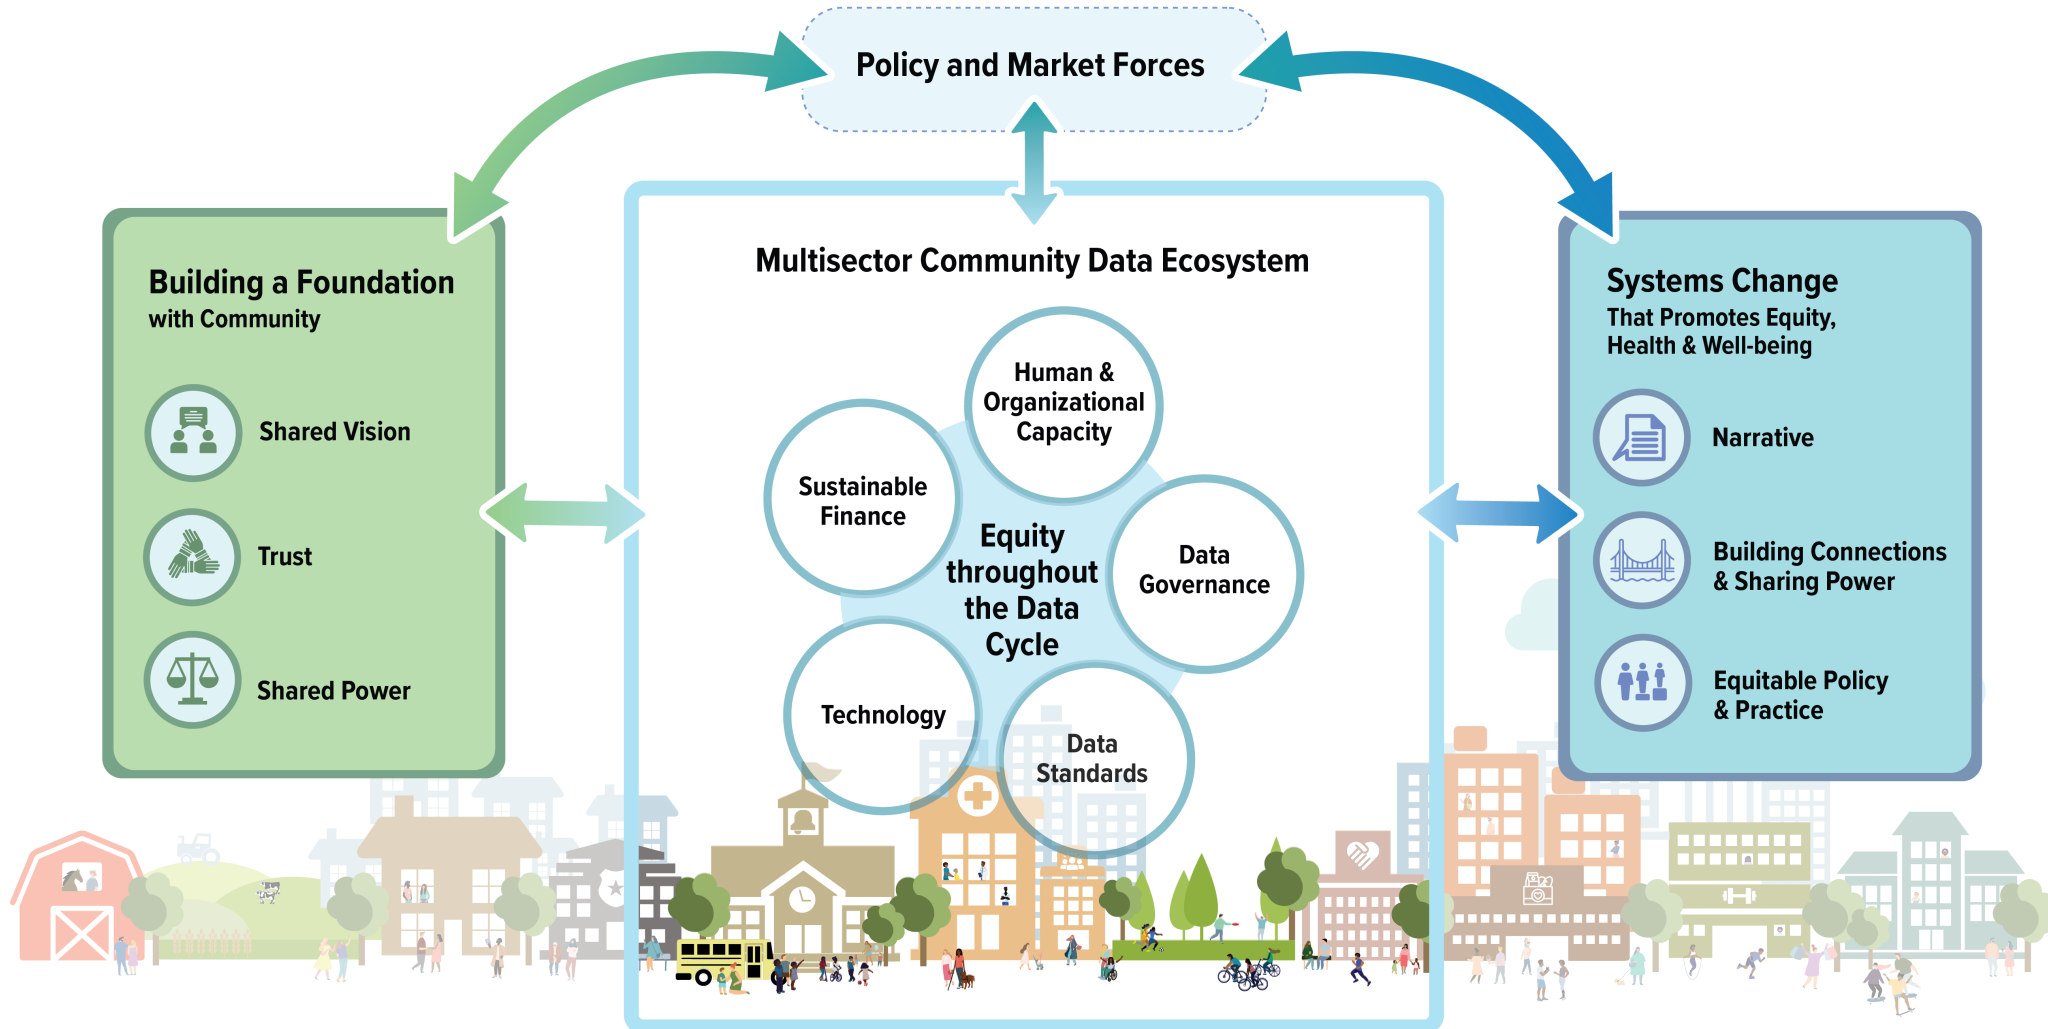 Policy and Market Forces
Building a Foundation
with Community
Shared Vision
Trust
Shared Power
Multisector Community Data Ecosystem
Human &
Organizational
Capacity
Sustainable
Finance
Data
Governance
Equity
throughout
the Data
Cycle
Technology
Data
Standards
Systems Change
That Promotes Equity,
Health & Well-being
Narrative
Building Connections
& Sharing Power
Equitable Policy
& Practice